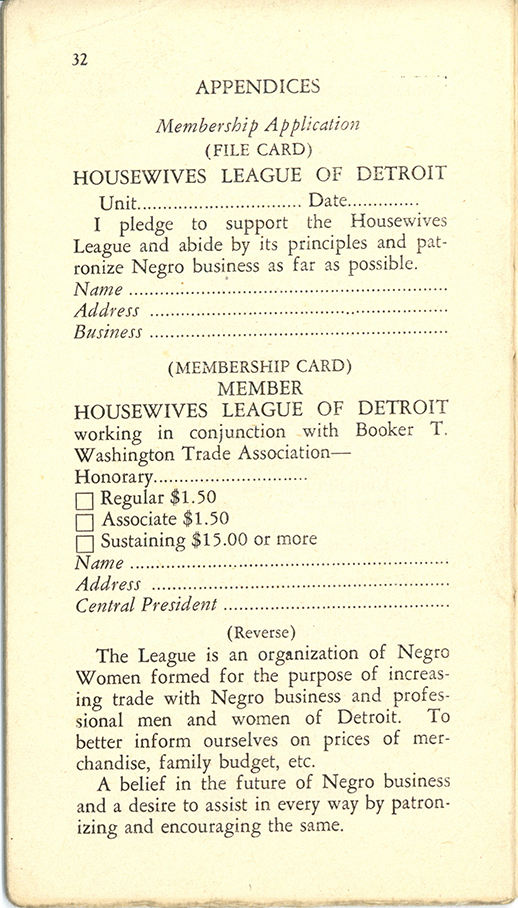 32
APPENDICES
Membership Application
(FILE CARD)
HOUSEWIVES LEAGUE OF DETROIT
Unit................................ Date..............
I pledge to support the Housewives
League and abide by its principles and pat-
ronize Negro business as far as possible.
Name ................................................................
Address ............................................................
Business ............................................................
(MEMBERSHIP CARD)
MEMBER
HOUSEWIVES LEAGUE OF DETROIT
working in conjunction with Booker T.
Washington Trade Association—
Honorary..............................
☐ Regular $1.50
☐ Associate $1.50
☐ Sustaining $15.00 or more
Name ................................................................
Address ............................................................
Central President ............................................
(Reverse)
The League is an organization of Negro
Women formed for the purpose of increas-
ing trade with Negro business and profes-
sional men and women of Detroit. To
better inform ourselves on prices of mer-
chandise, family budget, etc.
A belief in the future of Negro business
and a desire to assist in every way by patron-
izing and encouraging the same.